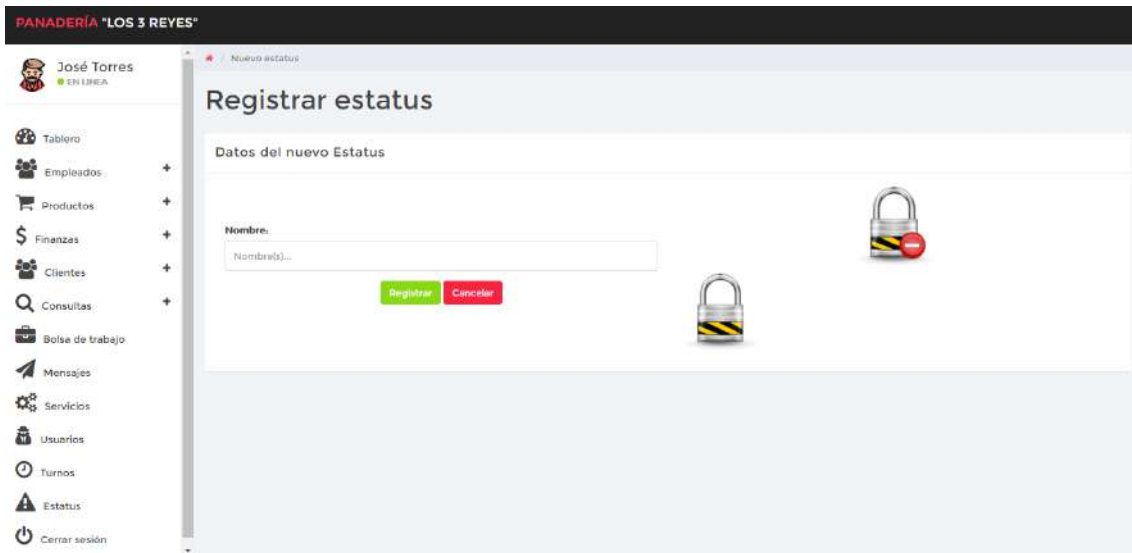 PANADERÍA "LOS 3 REYES"
José Torres
EN LINEA
Tablero
Empleados +
Productos +
Finanzas +
Clientes +
Consultas +
Bolsa de trabajo
Mensajes
Servicios
Usuarios
Turnos
Estatus
Cerrar sesión
/ Nuevo estatus
Registrar estatus
Datos del nuevo Estatus
Nombre:
Nombre(s)...
Registrar Cancelar